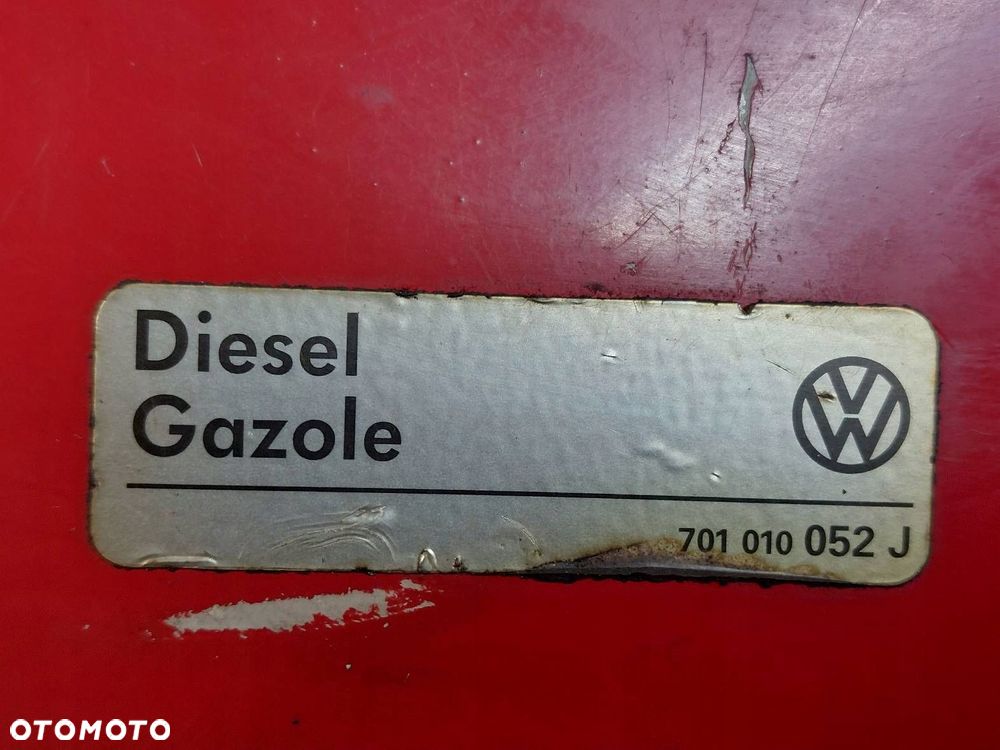 Diesel
Gazole
701 010 052 J
OTOMOTO